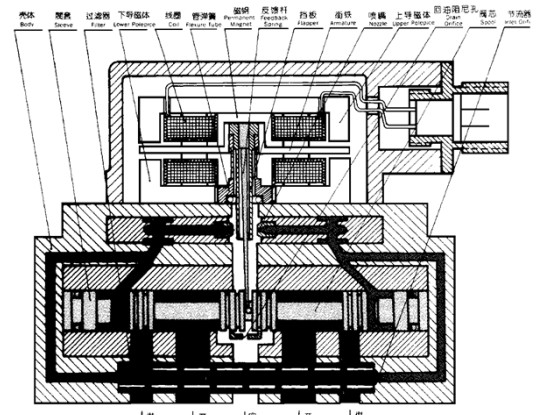 壳体 阀套 过滤器 下导磁体 线圈 管弹簧 磁钢 反馈杆 挡板 衔铁 喷嘴 上导磁体 回油阻尼孔 阀芯 节流器
Body Sleeve Filter Lower Polepiece Coil Flexure Tube Permanent Magnet Feedback Spring Flapper Armature Nozzle Upper Polepiece Drain Orifice Spool Inlet Orifi